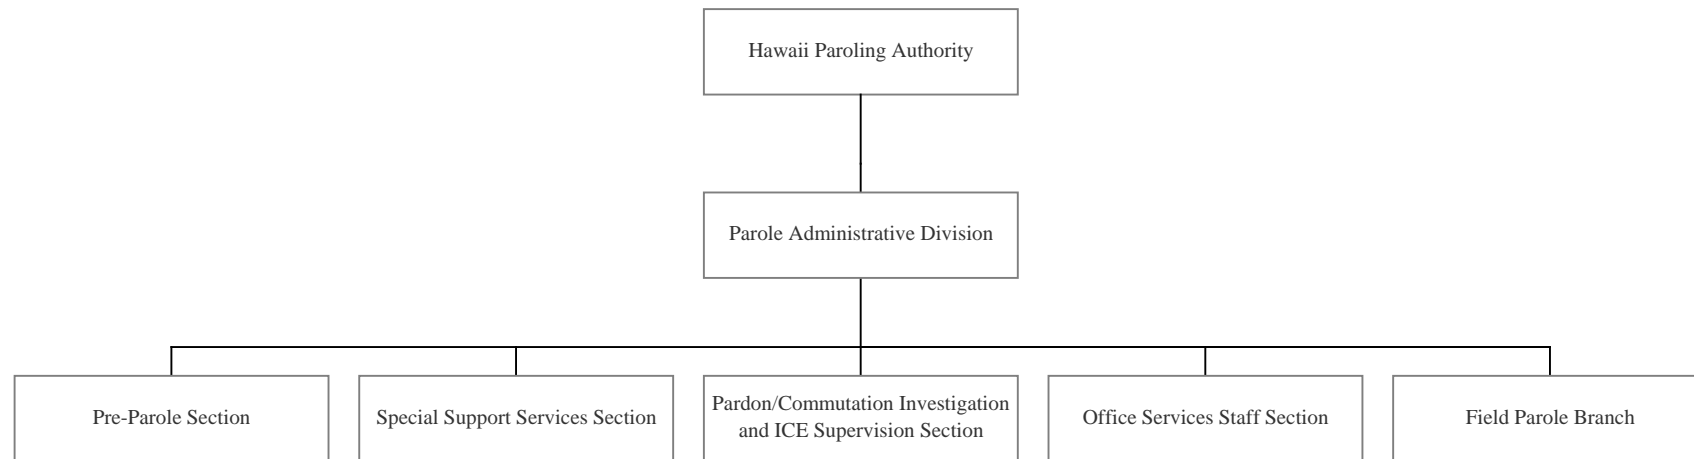 Hawaii Paroling Authority
Parole Administrative Division
Pre-Parole Section
Special Support Services Section
Pardon/Commutation Investigation
and ICE Supervision Section
Office Services Staff Section
Field Parole Branch